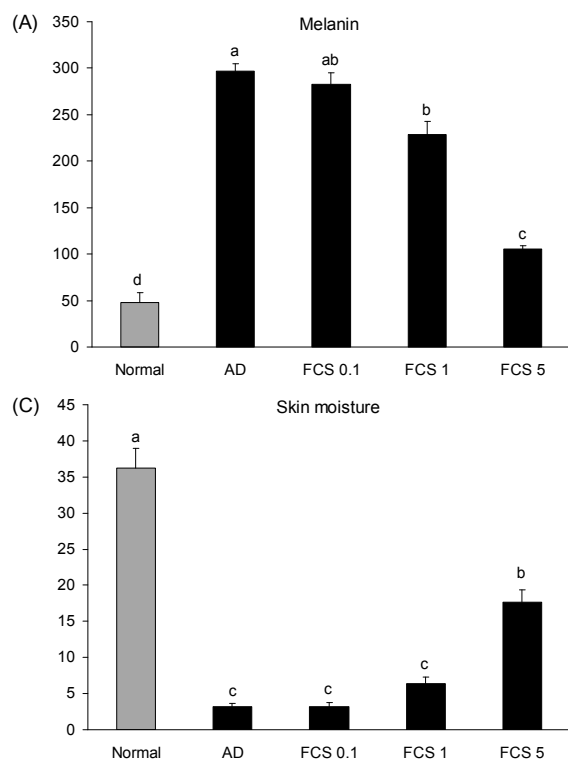 (A)
Melanin
350
300
250
200
150
100
50
0
d
a
ab
b
c
Normal AD FCS 0.1 FCS 1 FCS 5
(C)
Skin moisture
45
40
35
30
25
20
15
10
5
0
a
c
c
c
b
Normal AD FCS 0.1 FCS 1 FCS 5